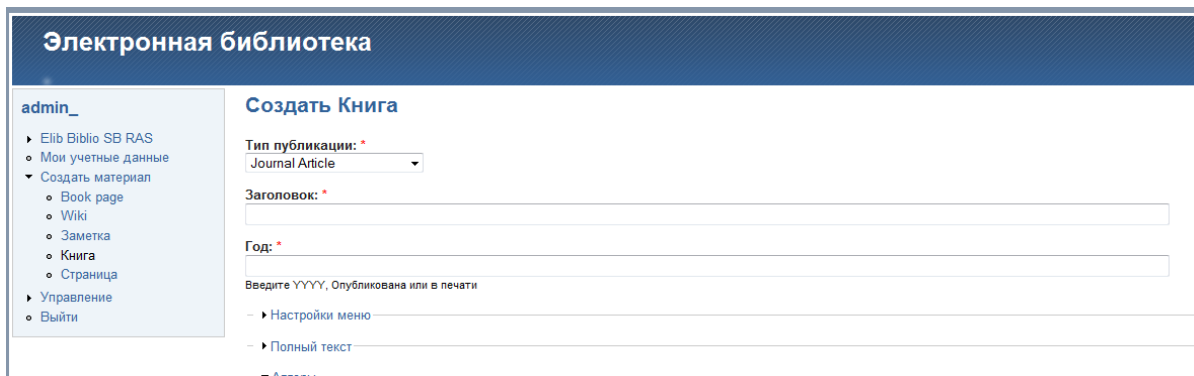 Электронная библиотека
admin_
Elib Biblio SB RAS
Мои учетные данные
Создать материал
Book page
Wiki
Заметка
Книга
Страница
Управление
Выйти
Создать Книга
Тип публикации: *
Journal Article
Заголовок: *
Год: *
Введите YYYY, Опубликована или в печати
Настройки меню
Полный текст